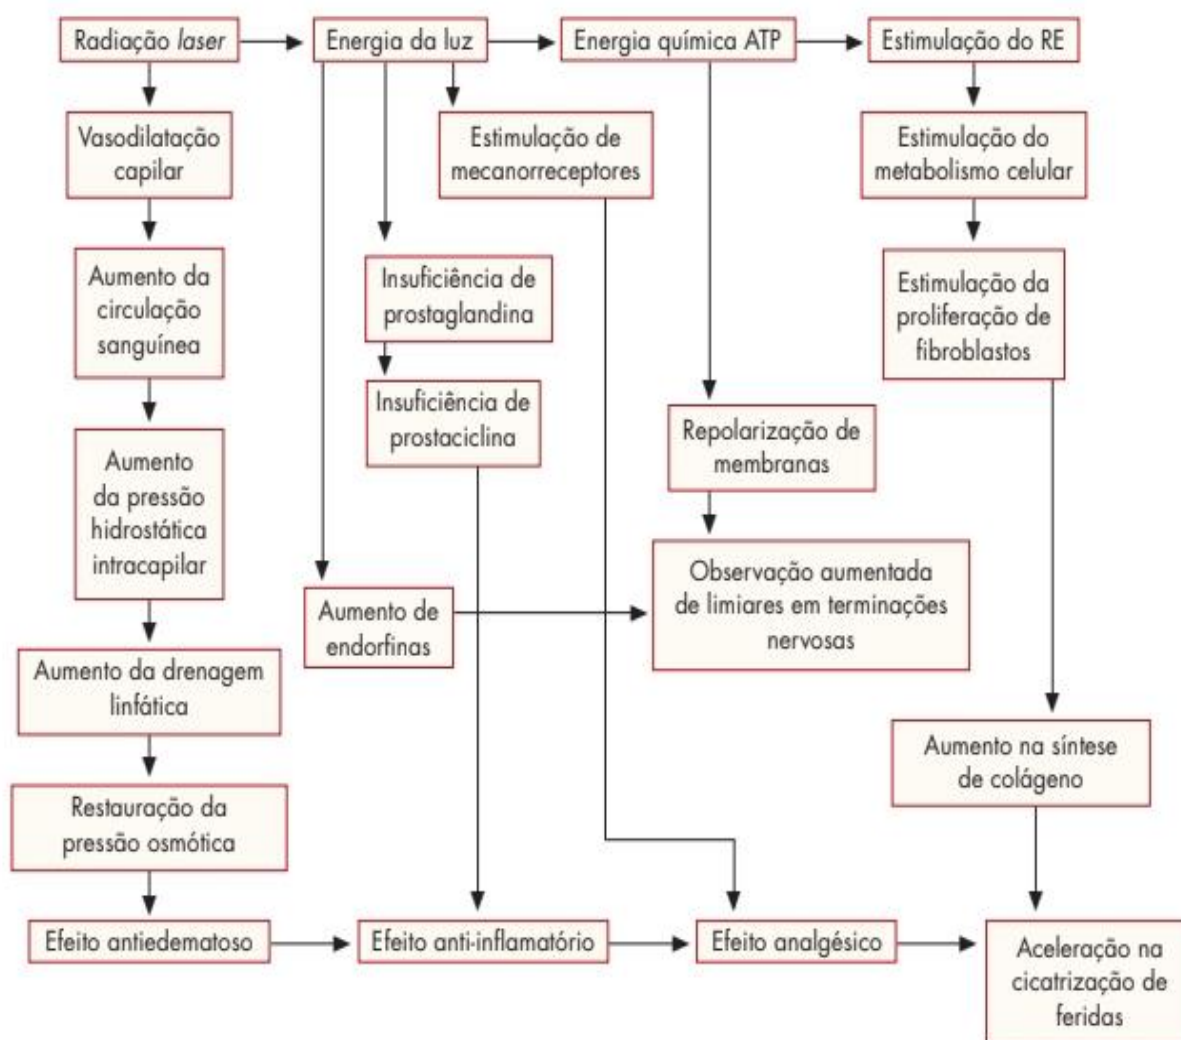 Radiação laser
Energia da luz
Energia química ATP
Estimulação do RE
Vasodilatação
capilar
Estimulação de
mecanorreceptores
Estimulação do
metabolismo celular
Aumento da
circulação
sanguínea
Insuficiência de
prostaglandina
Estimulação da
proliferação de
fibroblastos
Insuficiência de
prostaciclina
Repolarização de
membranas
Aumento
da pressão
hidrostática
intracapilar
Observação aumentada
de limiares em terminações
nervosas
Aumento de
endorfinas
Aumento da drenagem
linfática
Aumento na síntese
de colágeno
Restauração da
pressão osmótica
Efeito antiedematoso
Efeito anti-inflamatório
Efeito analgésico
Aceleração na
cicatrização de
feridas